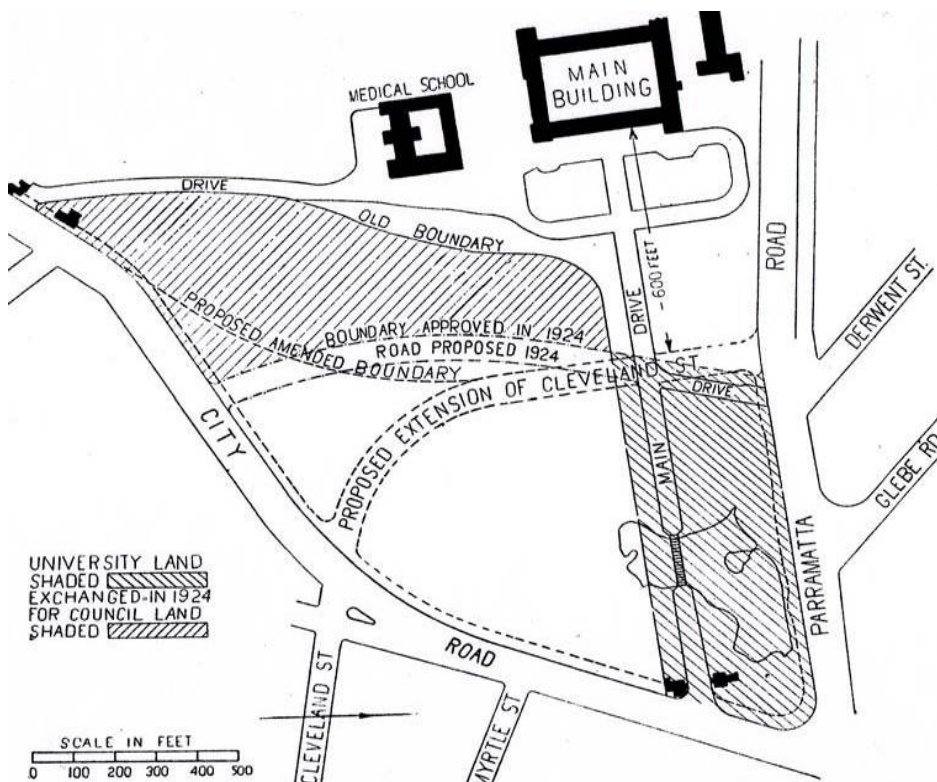 MAIN
BUILDING
MEDICAL SCHOOL
DRIVE
OLD BOUNDARY
ROAD
600 FEET
DRIVE
DERWENT ST.
BOUNDARY APPROVED IN 1924
ROAD PROPOSED 1924
PROPOSED AMENDED BOUNDARY
PROPOSED EXTENSION OF CLEVELAND ST
DRIVE
CITY
MAIN
GLEBE RD
PARRAMATTA
UNIVERSITY LAND
SHADED
EXCHANGED-IN 1924
FOR COUNCIL LAND
SHADED
ROAD
CLEVELAND ST
MYRTLE ST
SCALE IN FEET
0 100 200 300 400 500